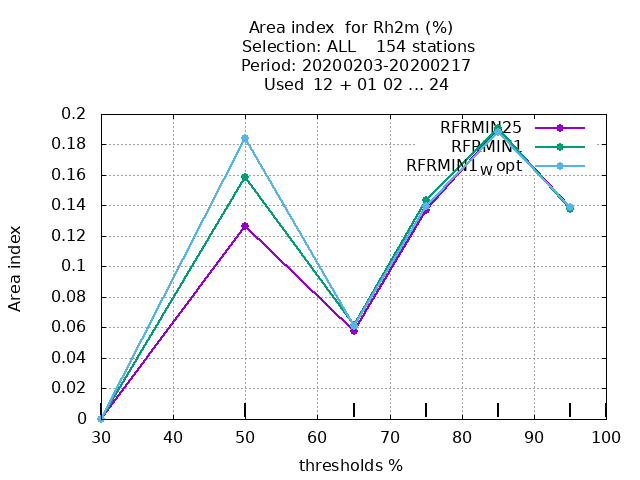 Area index  for Rh2m (%)
Selection: ALL    154 stations
Period: 20200203-20200217
Used  12 + 01 02 ... 24
0.2
0.18
0.16
0.14
0.12
0.1
0.08
0.06
0.04
0.02
0
Area index
RFRMIN25
RFRMIN1
RFRMIN1w opt
30 40 50 60 70 80 90 100
thresholds %